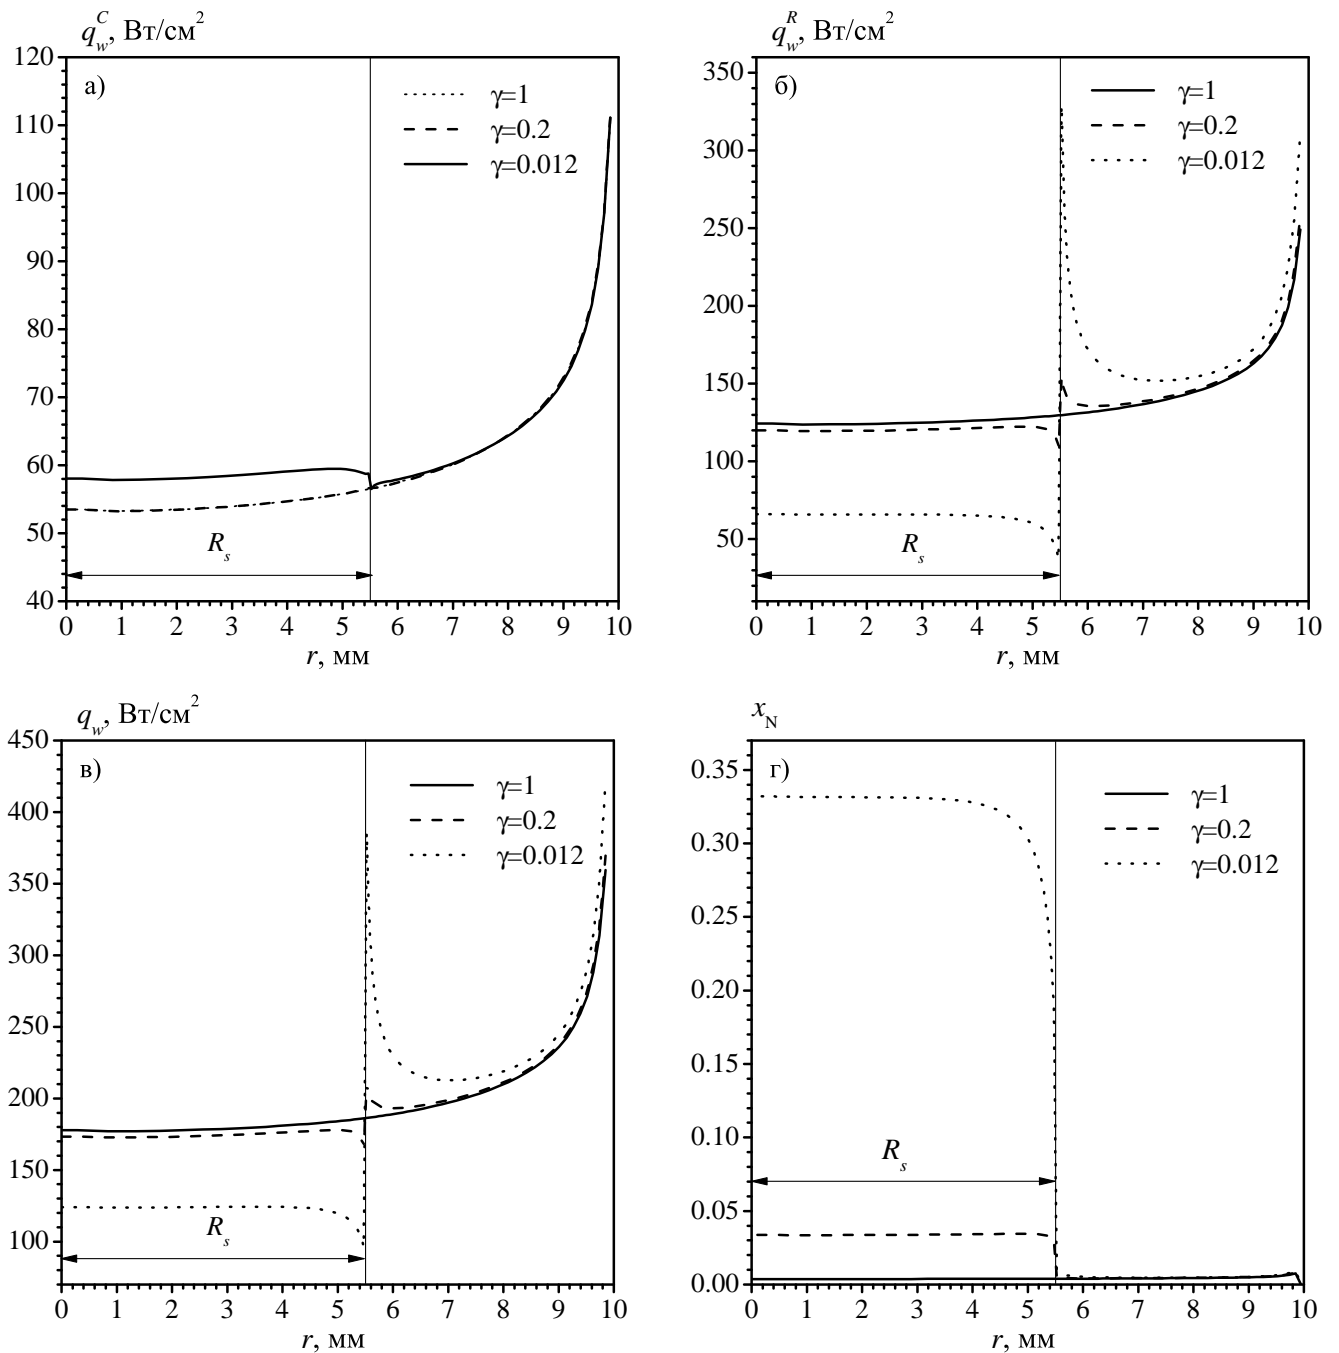 q_w^C, Вт/см²
120
110
100
90
80
70
60
50
40
а)
γ=1
γ=0.2
γ=0.012
R_s
0 1 2 3 4 5 6 7 8 9 10
r, мм
q_w^R, Вт/см²
350
300
250
200
150
100
50
б)
γ=1
γ=0.2
γ=0.012
R_s
0 1 2 3 4 5 6 7 8 9 10
r, мм
q_w, Вт/см²
450
400
350
300
250
200
150
100
в)
γ=1
γ=0.2
γ=0.012
R_s
0 1 2 3 4 5 6 7 8 9 10
r, мм
x_N
0.35
0.30
0.25
0.20
0.15
0.10
0.05
0.00
г)
γ=1
γ=0.2
γ=0.012
R_s
0 1 2 3 4 5 6 7 8 9 10
r, мм